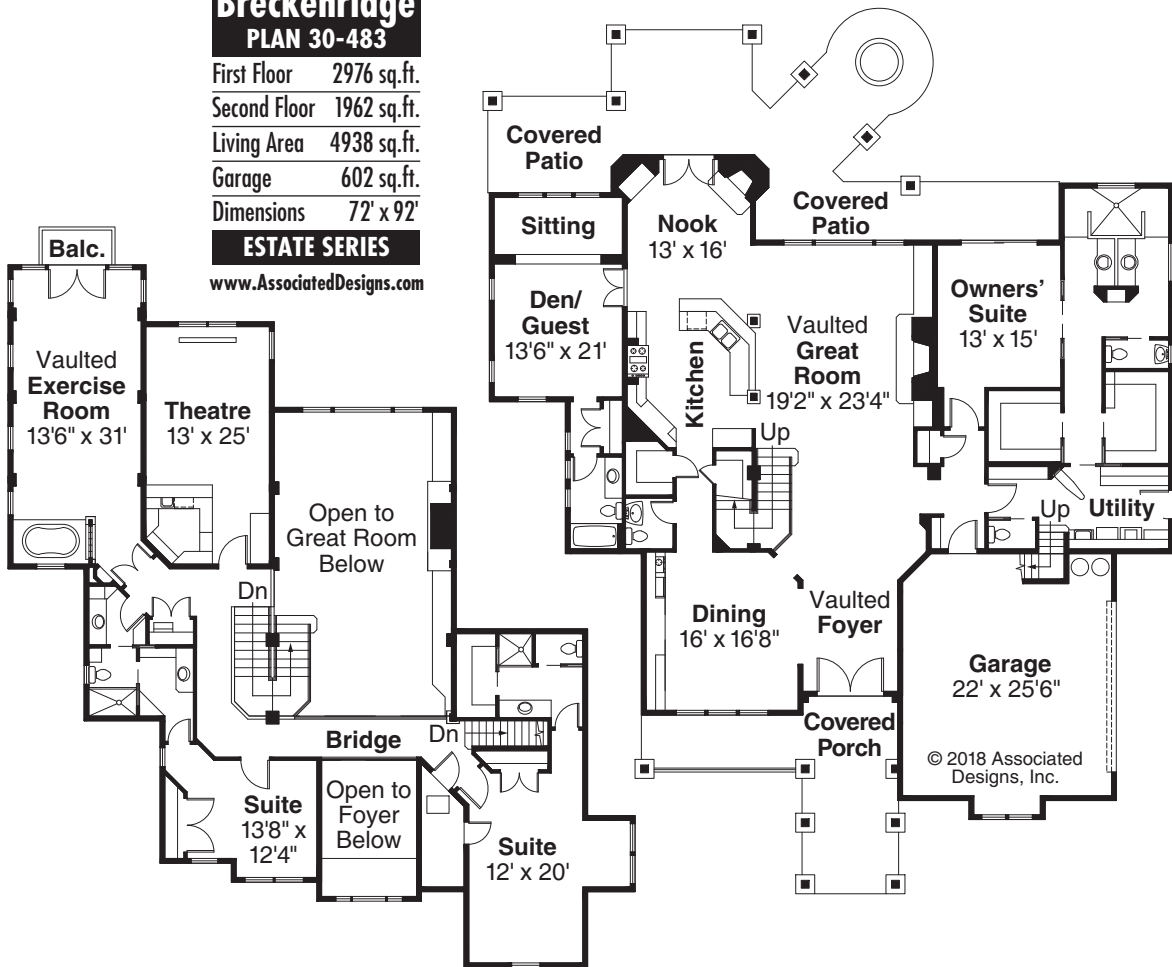 Breckenridge
PLAN 30-483
First Floor 2976 sq.ft.
Second Floor 1962 sq.ft.
Living Area 4938 sq.ft.
Garage 602 sq.ft.
Dimensions 72' x 92'
ESTATE SERIES
www.AssociatedDesigns.com
Balc.
Vaulted
Exercise
Room
13'6" x 31'
Theatre
13' x 25'
Open to
Great Room
Below
Dn
Bridge
Dn
Suite
13'8" x
12'4"
Open to
Foyer
Below
Suite
12' x 20'
Covered
Patio
Sitting
Nook
13' x 16'
Covered
Patio
Den/
Guest
13'6" x 21'
Kitchen
Vaulted
Great
Room
19'2" x 23'4"
Owners'
Suite
13' x 15'
Up
Up
Utility
Dining
16' x 16'8"
Vaulted
Foyer
Garage
22' x 25'6"
Covered
Porch
© 2018 Associated
Designs, Inc.